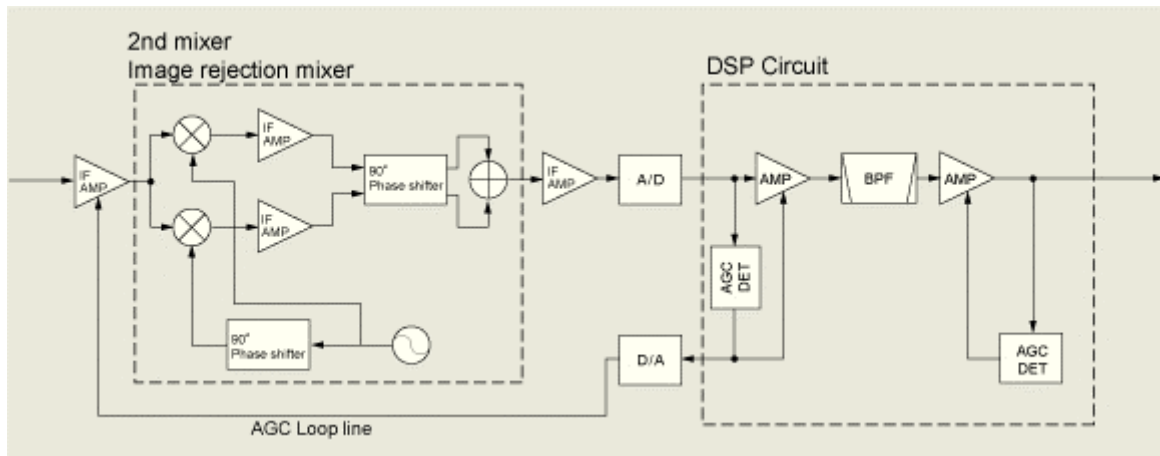 2nd mixer
Image rejection mixer
DSP Circuit
IF
AMP
IF
AMP
IF
AMP
90°
Phase shifter
IF
AMP
A/D
AMP
BPF
AMP
AGC
DET
90°
Phase shifter
D/A
AGC
DET
AGC Loop line